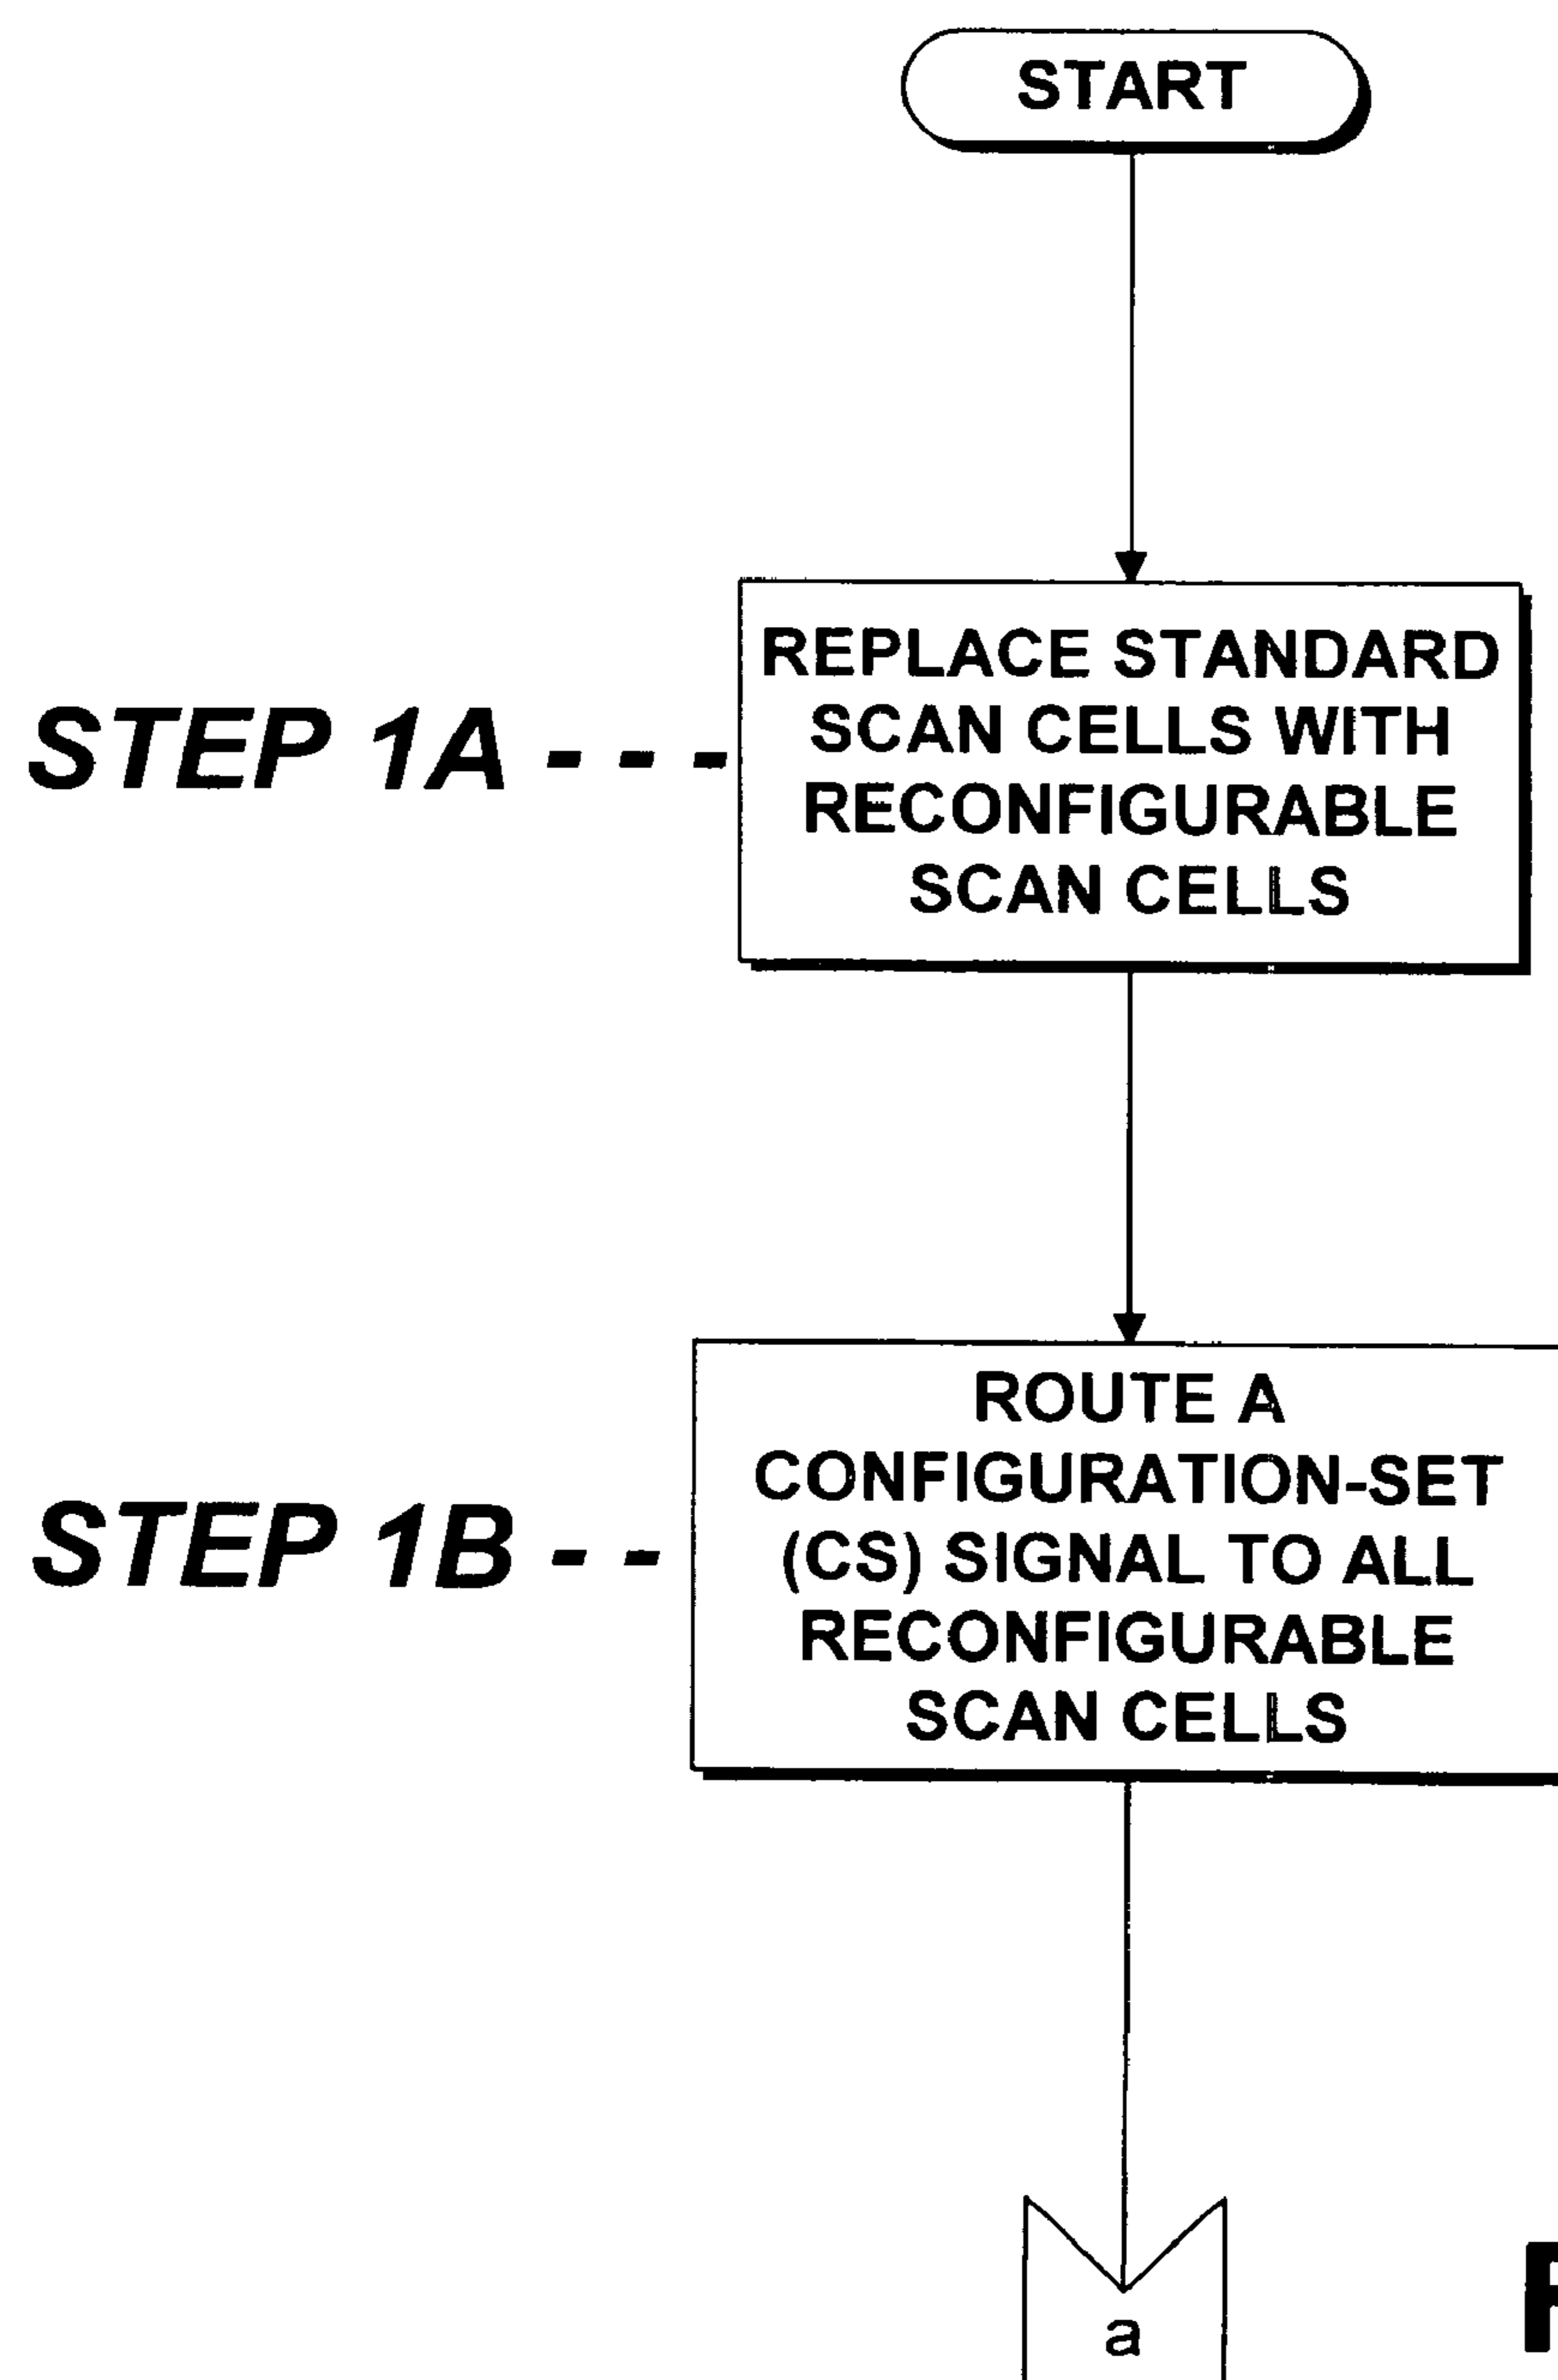 START
REPLACE STANDARD
SCAN CELLS WITH
RECONFIGURABLE
SCAN CELLS
STEP 1A - - -
ROUTE A
CONFIGURATION-SET
(CS) SIGNAL TO ALL
RECONFIGURABLE
SCAN CELLS
STEP 1B - -
a